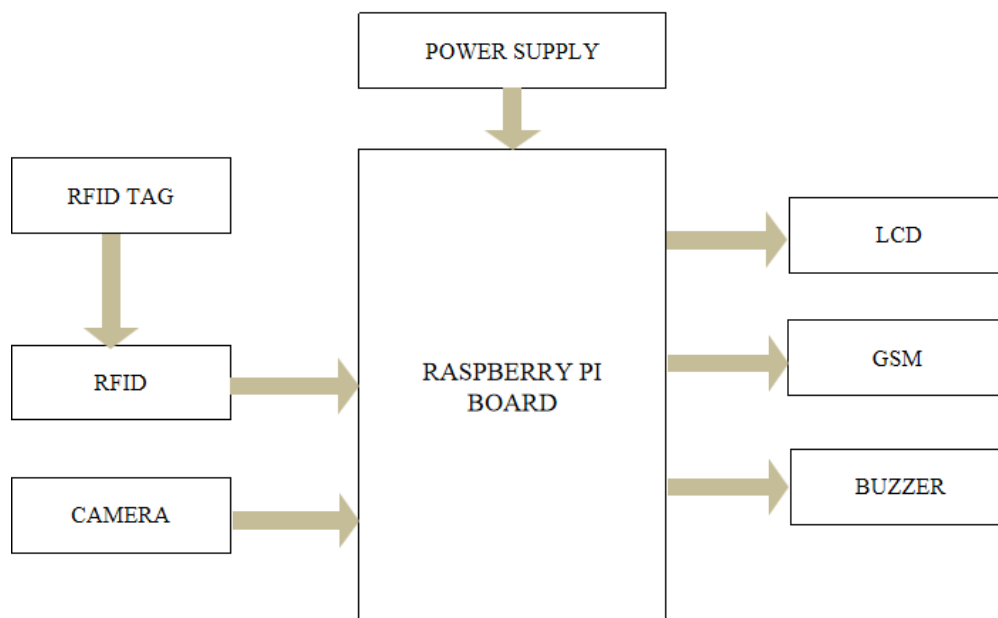 POWER SUPPLY
RFID TAG
LCD
RFID
RASPBERRY PI
BOARD
GSM
CAMERA
BUZZER